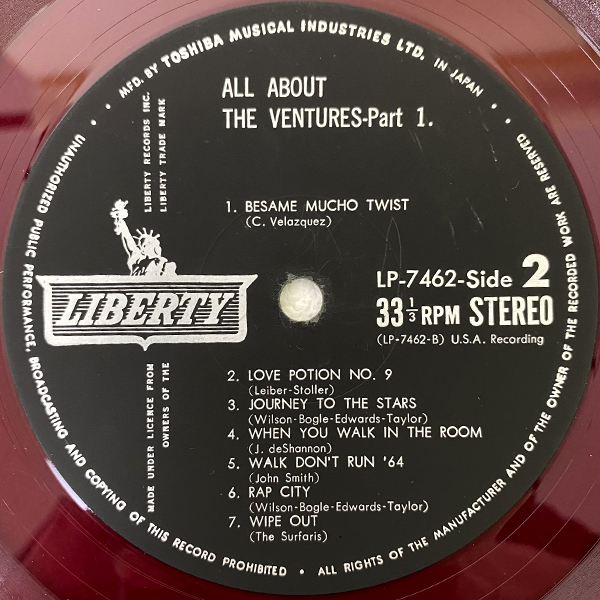 MFD. BY TOSHIBA MUSICAL INDUSTRIES LTD. IN JAPAN
ALL ABOUT
THE VENTURES-Part 1.
LIBERTY RECORDS INC.
LIBERTY TRADE MARK
1. BESAME MUCHO TWIST
(C. Velazquez)
LIBERTY
LP-7462-Side 2
33 1/3 RPM STEREO
(LP-7462-B) U.S.A. Recording
MADE UNDER LICENCE FROM
OWNERS OF THE
2. LOVE POTION NO. 9
(Leiber-Stoller)
3. JOURNEY TO THE STARS
(Wilson-Bogle-Edwards-Taylor)
4. WHEN YOU WALK IN THE ROOM
(J. deShannon)
5. WALK DON'T RUN '64
(John Smith)
6. RAP CITY
(Wilson-Bogle-Edwards-Taylor)
7. WIPE OUT
(The Surfaris)
UNAUTHORIZED PUBLIC PERFORMANCE, BROADCASTING AND COPYING OF THIS RECORD PROHIBITED • ALL RIGHTS OF THE MANUFACTURER AND OF THE OWNER OF THE RECORDED WORK ARE RESERVED